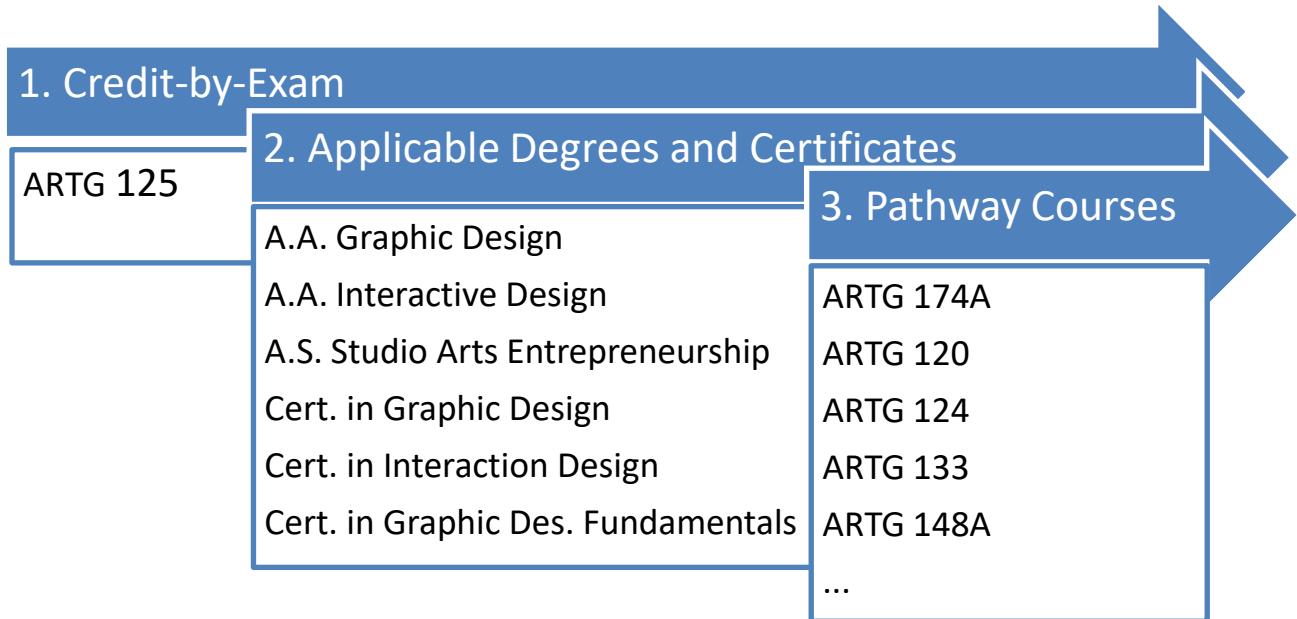 1. Credit-by-Exam
ARTG 125
2. Applicable Degrees and Certificates
A.A. Graphic Design
A.A. Interactive Design
A.S. Studio Arts Entrepreneurship
Cert. in Graphic Design
Cert. in Interaction Design
Cert. in Graphic Des. Fundamentals
3. Pathway Courses
ARTG 174A
ARTG 120
ARTG 124
ARTG 133
ARTG 148A
...